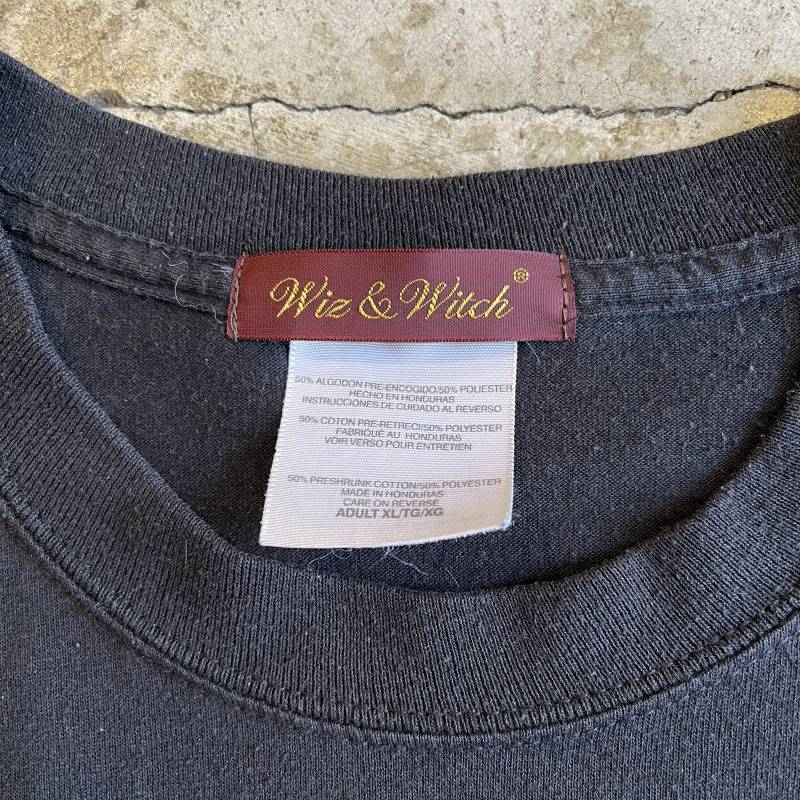 Wiz & Witch®
50% ALGODON PRE-ENCOGIDO/50% POLIESTER
HECHO EN HONDURAS
INSTRUCCIONES DE CUIDADO AL REVERSO
50% COTON PRE-RETRECI/50% POLYESTER
FABRIQUÉ AU HONDURAS
VOIR VERSO POUR ENTRETIEN
50% PRESHRUNK COTTON/50% POLYESTER
MADE IN HONDURAS
CARE ON REVERSE
ADULT XL/TG/XG